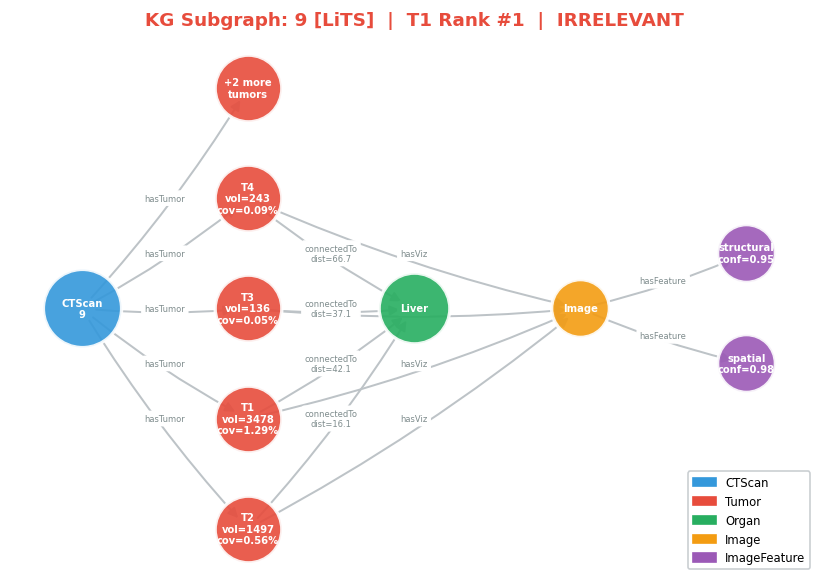 KG Subgraph: 9 [LiTS]  |  T1 Rank #1  |  IRRELEVANT
+2 more
tumors
T4
vol=243
cov=0.09%
T3
vol=136
cov=0.05%
T1
vol=3478
cov=1.29%
T2
vol=1497
cov=0.56%
CTScan
9
hasTumor
hasTumor
hasTumor
hasTumor
hasTumor
connectedTo
dist=66.7
connectedTo
dist=37.1
connectedTo
dist=42.1
connectedTo
dist=16.1
Liver
hasViz
hasViz
hasViz
Image
hasFeature
hasFeature
structural
conf=0.95
spatial
conf=0.98
CTScan
Tumor
Organ
Image
ImageFeature